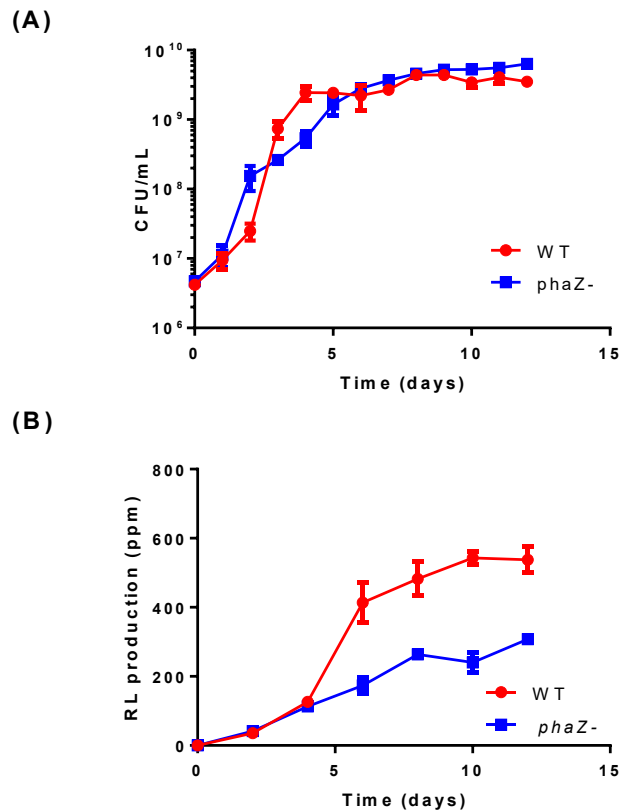 (A)
10^10
10^9
10^8
10^7
10^6
CFU/mL
0 5 10 15
Time (days)
WT
phaZ-
(B)
800
600
400
200
0
RL production (ppm)
0 5 10 15
Time (days)
WT
phaZ-